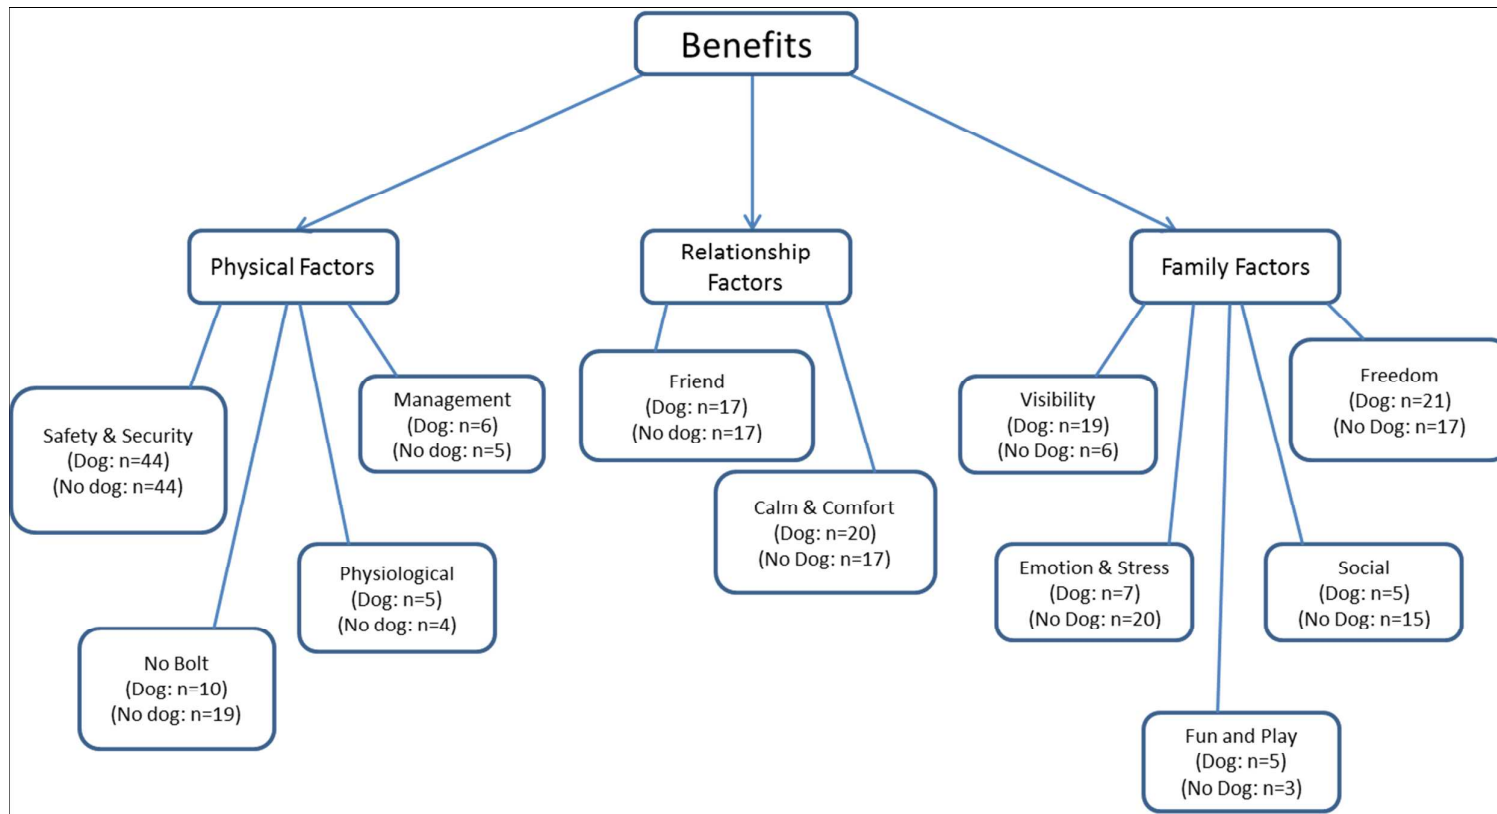 Benefits
Physical Factors
Relationship
Factors
Family Factors
Safety & Security
(Dog: n=44)
(No dog: n=44)
No Bolt
(Dog: n=10)
(No dog: n=19)
Physiological
(Dog: n=5)
(No dog: n=4)
Management
(Dog: n=6)
(No dog: n=5)
Friend
(Dog: n=17)
(No dog: n=17)
Calm & Comfort
(Dog: n=20)
(No Dog: n=17)
Visibility
(Dog: n=19)
(No Dog: n=6)
Emotion & Stress
(Dog: n=7)
(No Dog: n=20)
Fun and Play
(Dog: n=5)
(No Dog: n=3)
Social
(Dog: n=5)
(No Dog: n=15)
Freedom
(Dog: n=21)
(No Dog: n=17)